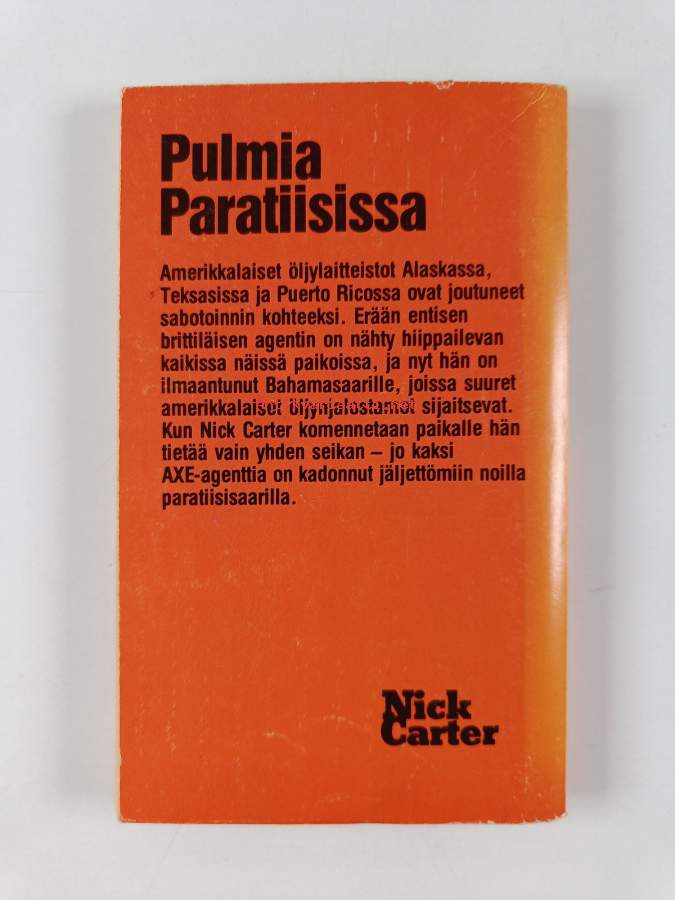 Pulmia
Paratiisissa
Amerikkalaiset öljylaitteistot Alaskassa,
Teksasissa ja Puerto Ricossa ovat joutuneet
sabotoinnin kohteeksi. Erään entisen
brittiläisen agentin on nähty hiippailevan
kaikissa näissä paikoissa, ja nyt hän on
ilmaantunut Bahamasaarille, joissa suuret
amerikkalaiset öljynjalostamot sijaitsevat.
Kun Nick Carter komennetaan paikalle hän
tietää vain yhden seikan – jo kaksi
AXE-agenttia on kadonnut jäljettömiin noilla
paratiisisaarilla.
Nick
Carter